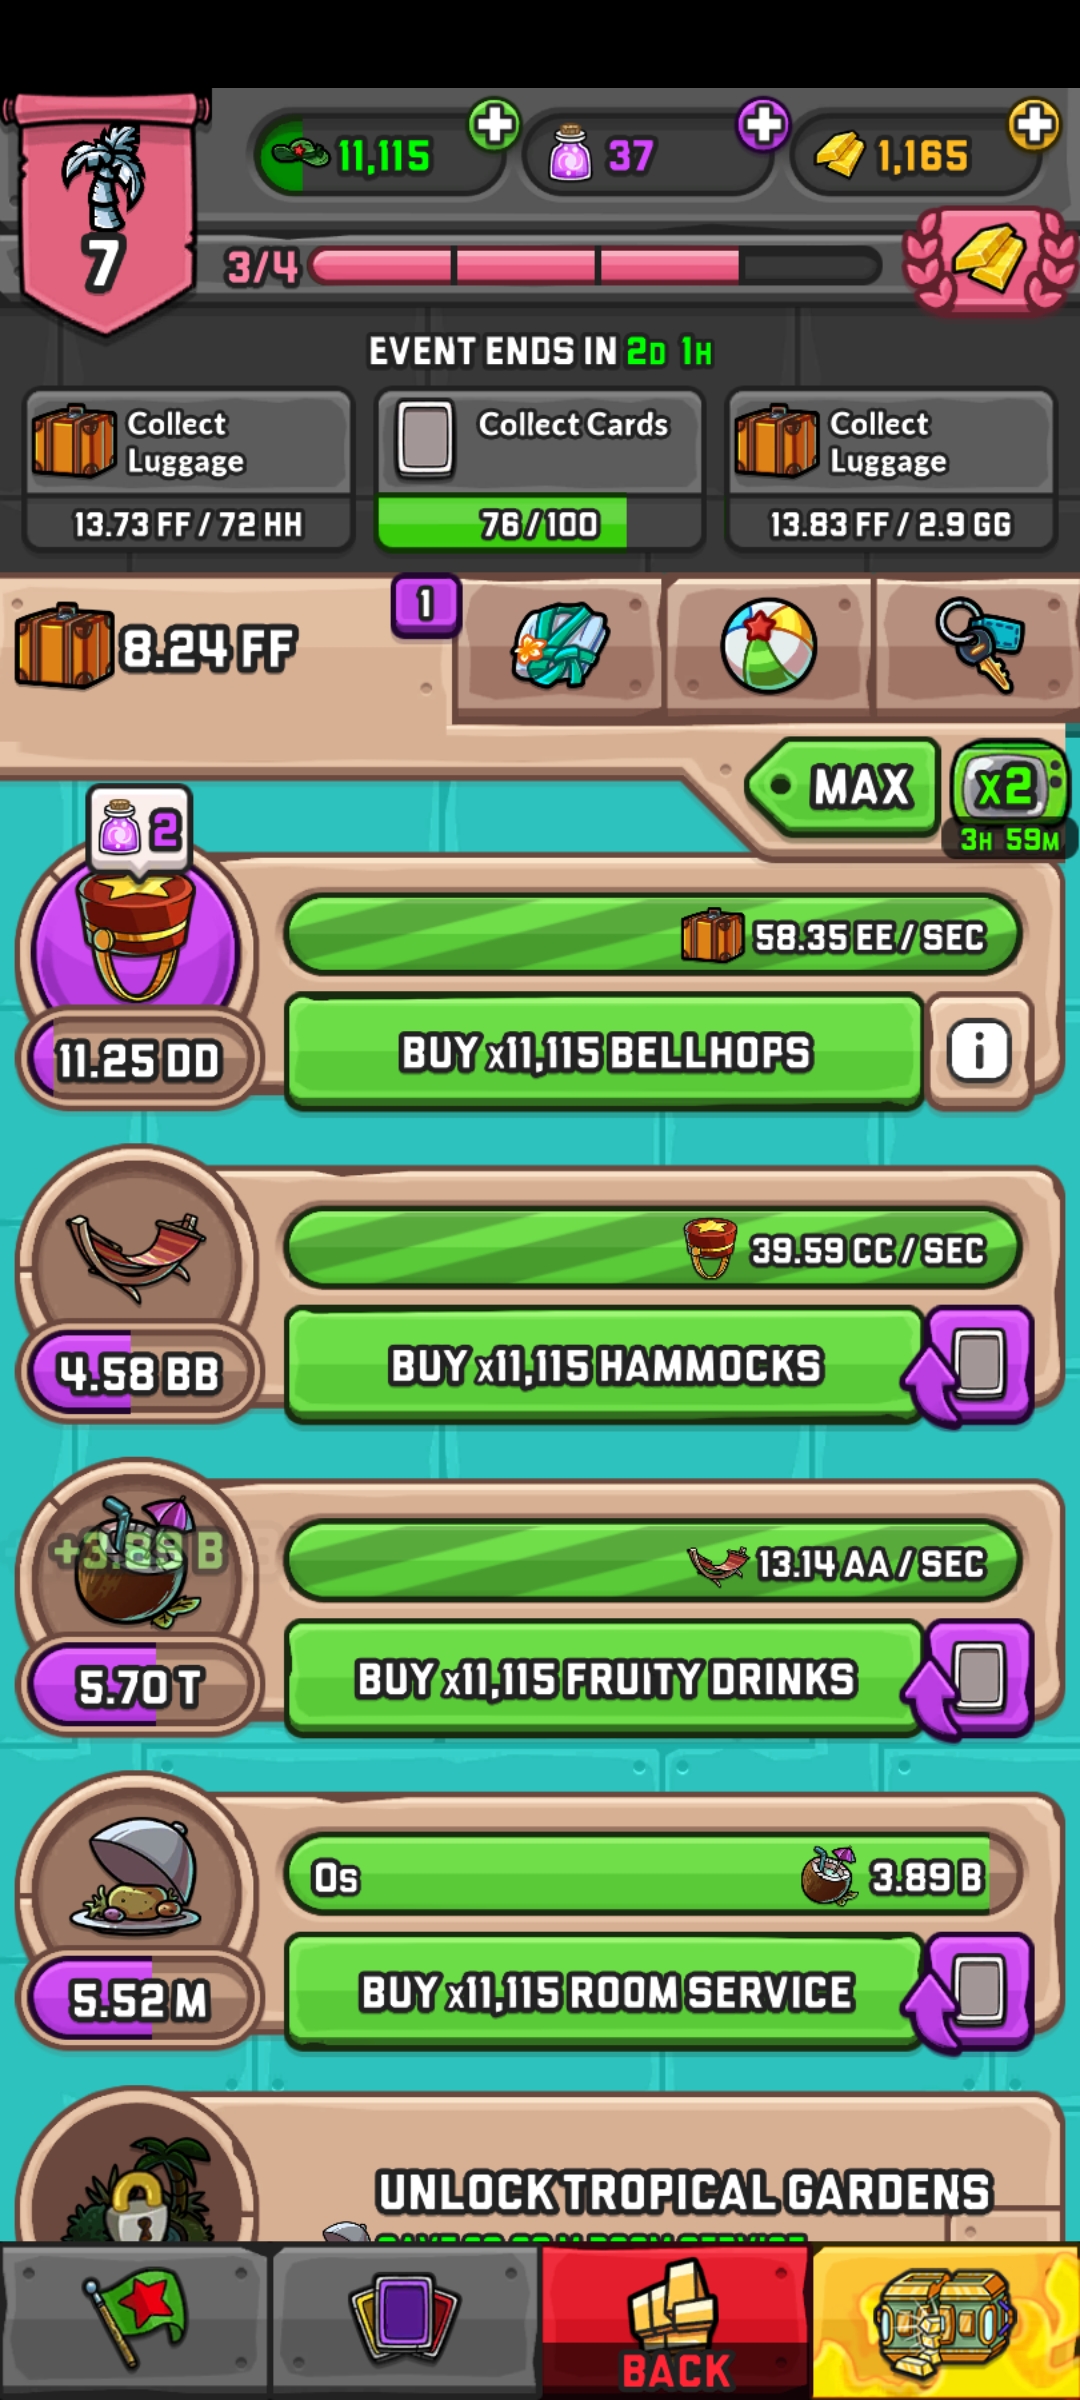 7
11,115
37
1,165
3/4
EVENT ENDS IN 2D 1H
Collect
Luggage
13.73 FF / 72 HH
Collect Cards
76/100
Collect
Luggage
13.83 FF / 2.9 GG
8.24 FF
1
MAX
x2
3H 59M
2
58.35 EE / SEC
11.25 DD
BUY x11,115 BELLHOPS
i
39.59 CC / SEC
4.58 BB
BUY x11,115 HAMMOCKS
+3.89 B
13.14 AA / SEC
5.70 T
BUY x11,115 FRUITY DRINKS
0s
3.89 B
5.52 M
BUY x11,115 ROOM SERVICE
UNLOCK TROPICAL GARDENS
BACK